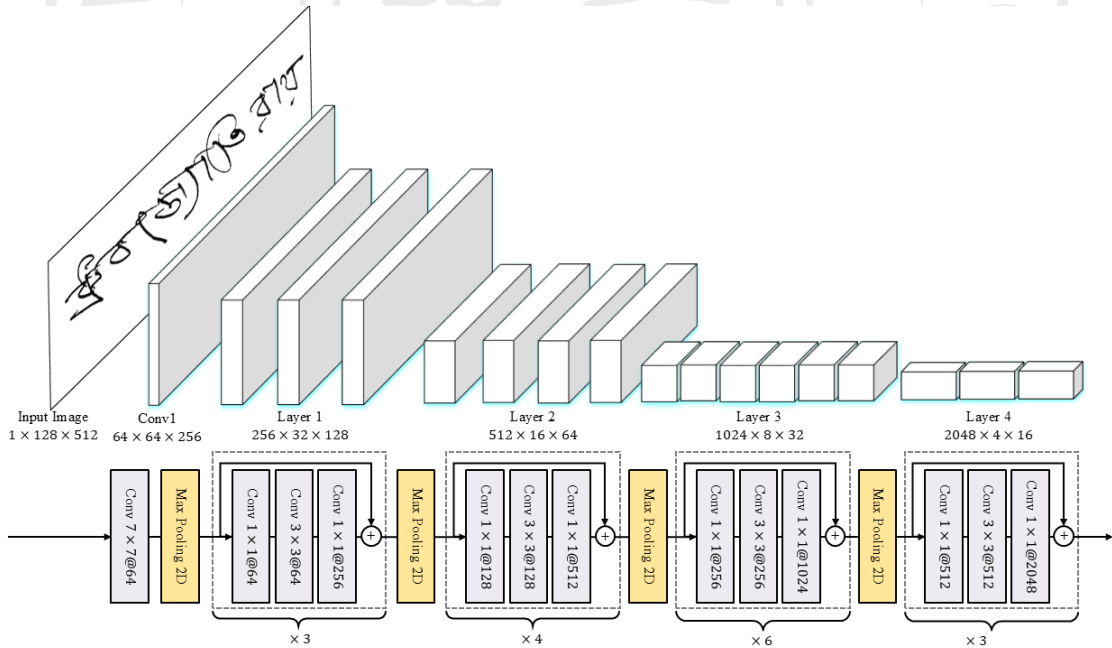 রায়
Input Image
1 × 128 × 512
Conv1
64 × 64 × 256
Layer 1
256 × 32 × 128
Layer 2
512 × 16 × 64
Layer 3
1024 × 8 × 32
Layer 4
2048 × 4 × 16
Conv 7 × 7@64
Max Pooling 2D
Conv 1 × 1@64
Conv 3 × 3@64
Conv 1 × 1@256
+
× 3
Max Pooling 2D
Conv 1 × 1@128
Conv 3 × 3@128
Conv 1 × 1@512
+
× 4
Max Pooling 2D
Conv 1 × 1@256
Conv 3 × 3@256
Conv 1 × 1@1024
+
× 6
Max Pooling 2D
Conv 1 × 1@512
Conv 3 × 3@512
Conv 1 × 1@2048
+
× 3